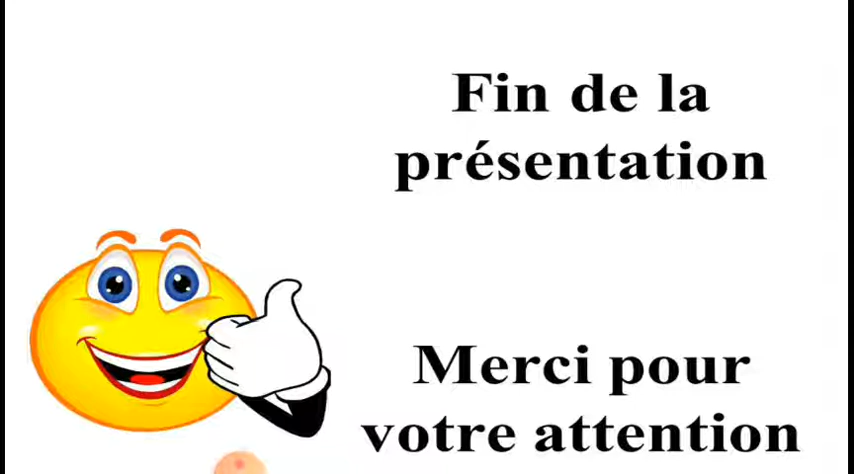 Fin de la
présentation
Merci pour
votre attention